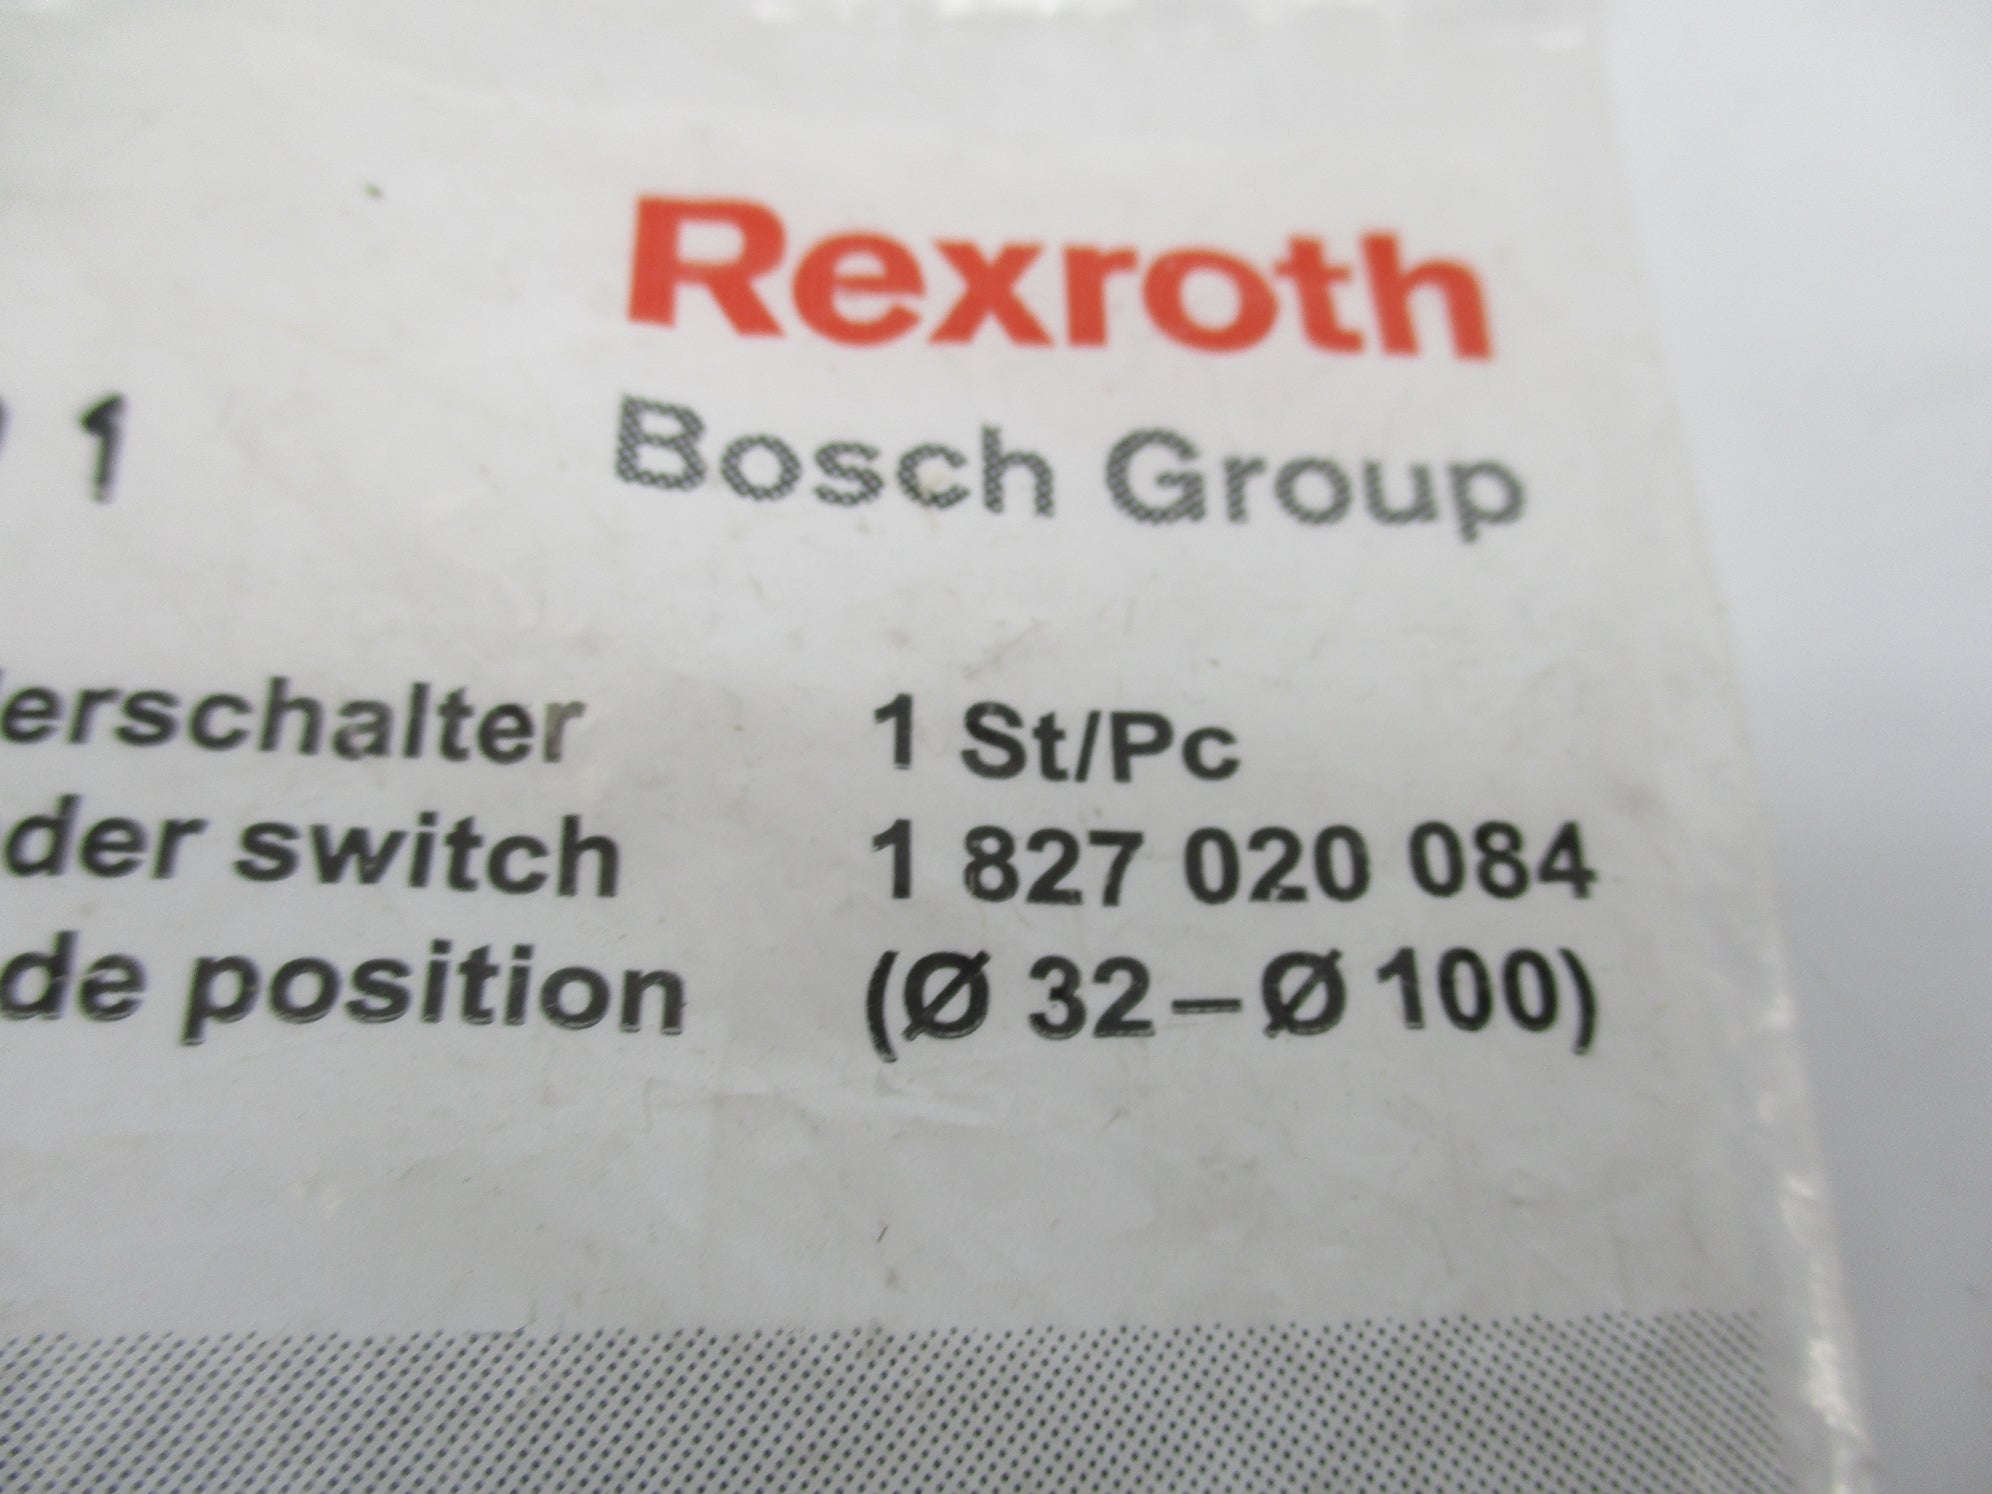 Rexroth
Bosch Group
1
erschalter 1 St/Pc
der switch 1 827 020 084
de position (Ø 32 – Ø 100)